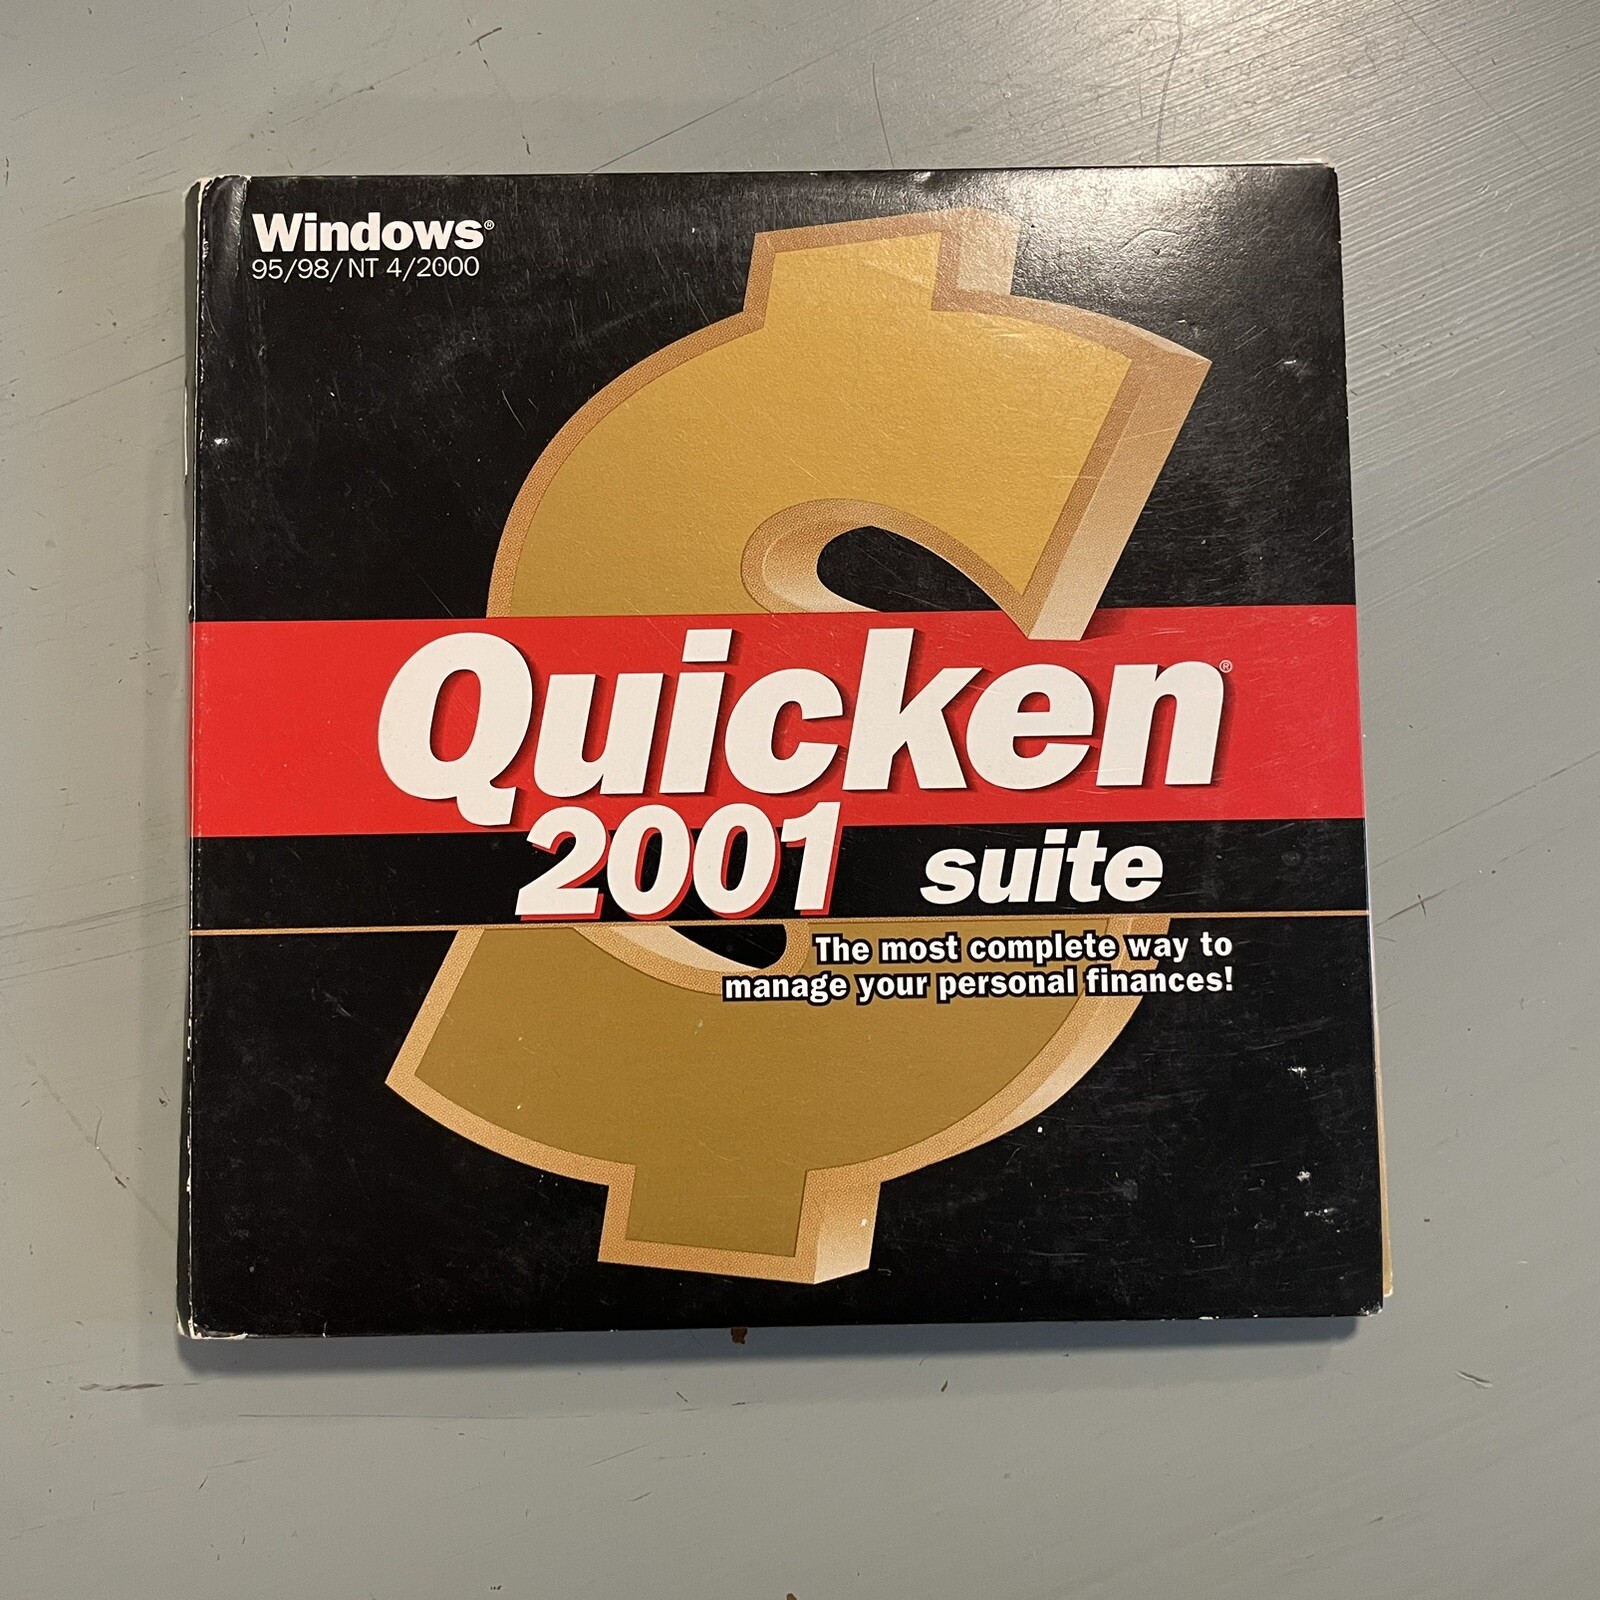 Windows®
95/98/NT 4/2000
Quicken®
2001 suite
The most complete way to
manage your personal finances!